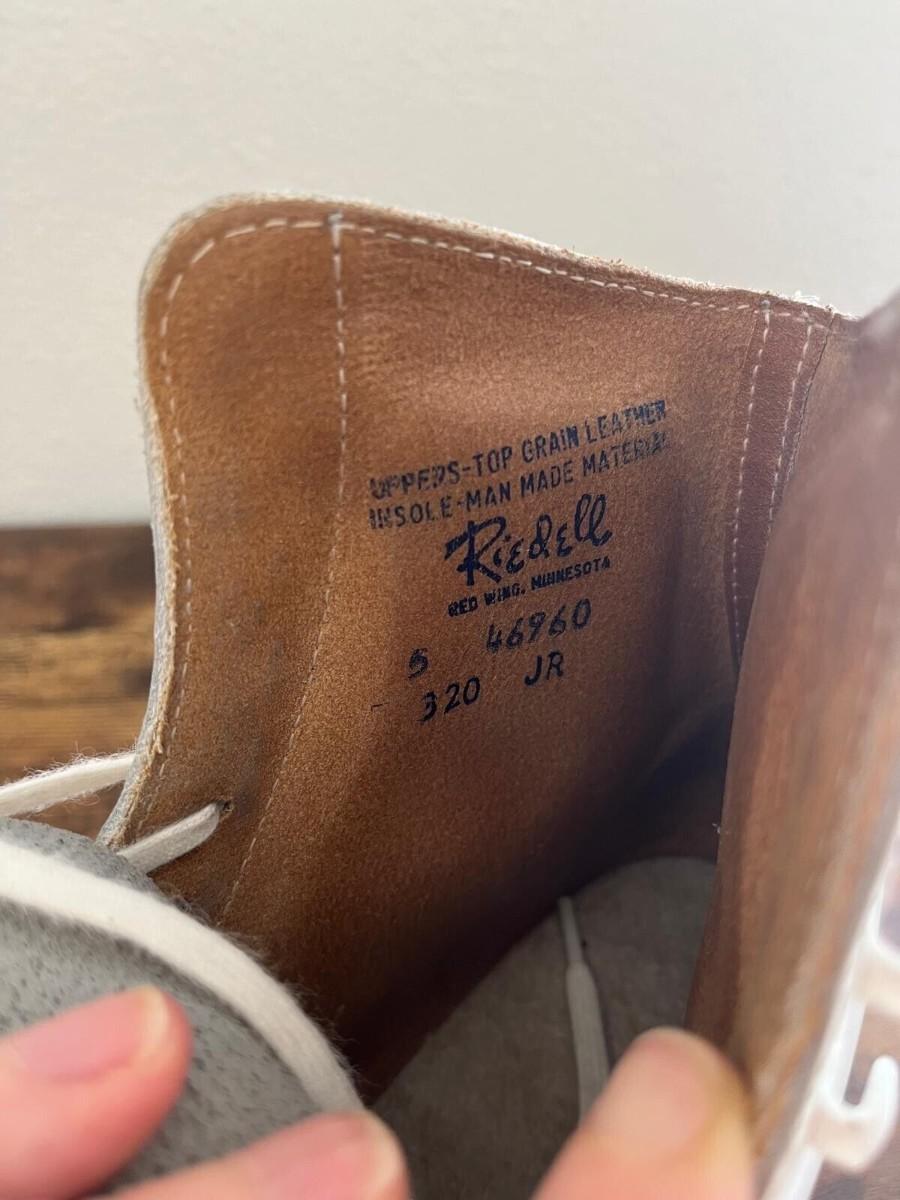 UPPERS-TOP GRAIN LEATHER
INSOLE-MAN MADE MATERIAL
Riedell
RED WING, MINNESOTA
5 46960
320 JR